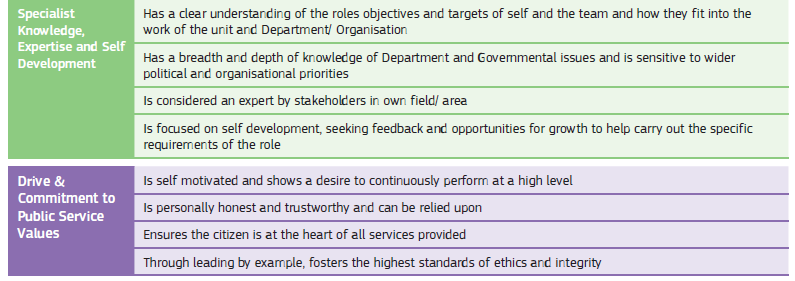 Specialist
Knowledge,
Expertise and Self
Development
Has a clear understanding of the roles objectives and targets of self and the team and how they fit into the
work of the unit and Department/ Organisation
Has a breadth and depth of knowledge of Department and Governmental issues and is sensitive to wider
political and organisational priorities
Is considered an expert by stakeholders in own field/ area
Is focused on self development, seeking feedback and opportunities for growth to help carry out the specific
requirements of the role
Drive &
Commitment to
Public Service
Values
Is self motivated and shows a desire to continuously perform at a high level
Is personally honest and trustworthy and can be relied upon
Ensures the citizen is at the heart of all services provided
Through leading by example, fosters the highest standards of ethics and integrity